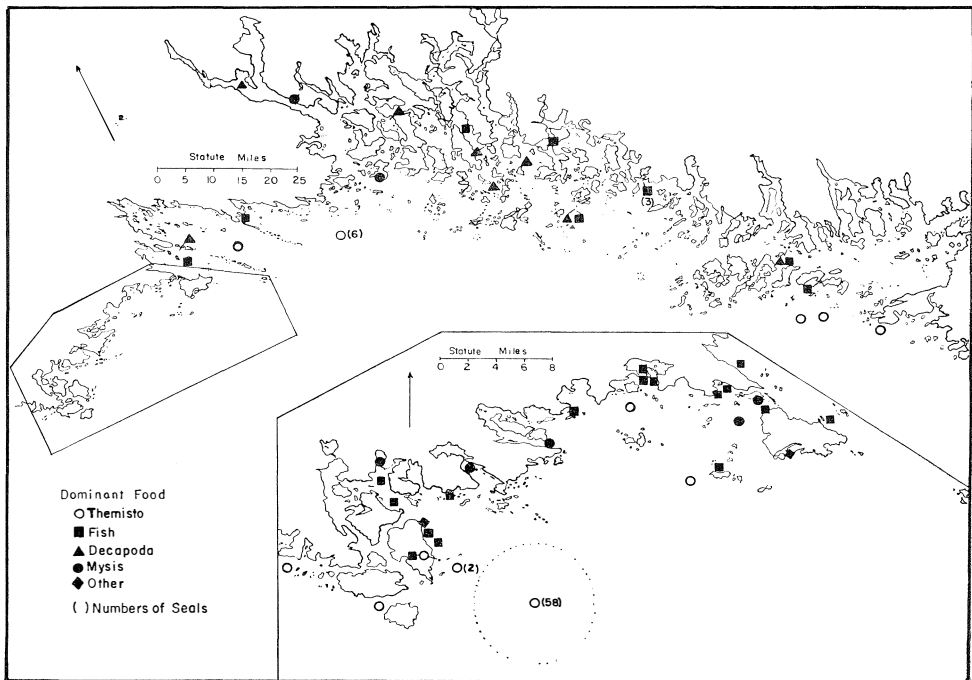 2
Statute Miles
0 5 10 15 20 25
(6)
(3)
Statute Miles
0 2 4 6 8
Dominant Food
Themisto
Fish
Decapoda
Mysis
Other
( ) Numbers of Seals
(2)
(58)